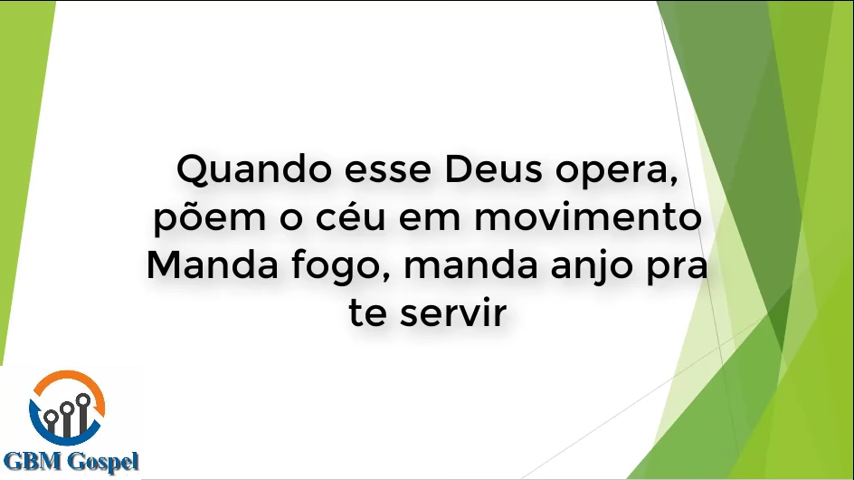 Quando esse Deus opera,
põem o céu em movimento
Manda fogo, manda anjo pra
te servir
GBM Gospel